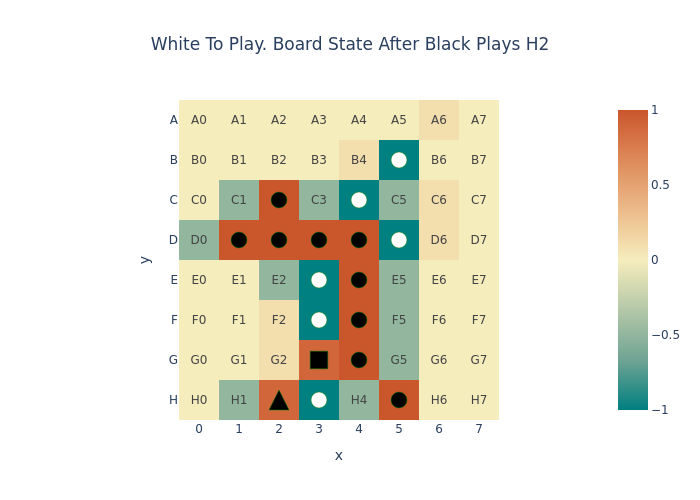 White To Play. Board State After Black Plays H2
A A0 A1 A2 A3 A4 A5 A6 A7
B B0 B1 B2 B3 B4 B6 B7
C C0 C1 C3 C5 C6 C7
D D0 D6 D7
E E0 E1 E2 E5 E6 E7
F F0 F1 F2 F5 F6 F7
G G0 G1 G2 G5 G6 G7
H H0 H1 H4 H6 H7
0 1 2 3 4 5 6 7
x
y
1
0.5
0
−0.5
−1